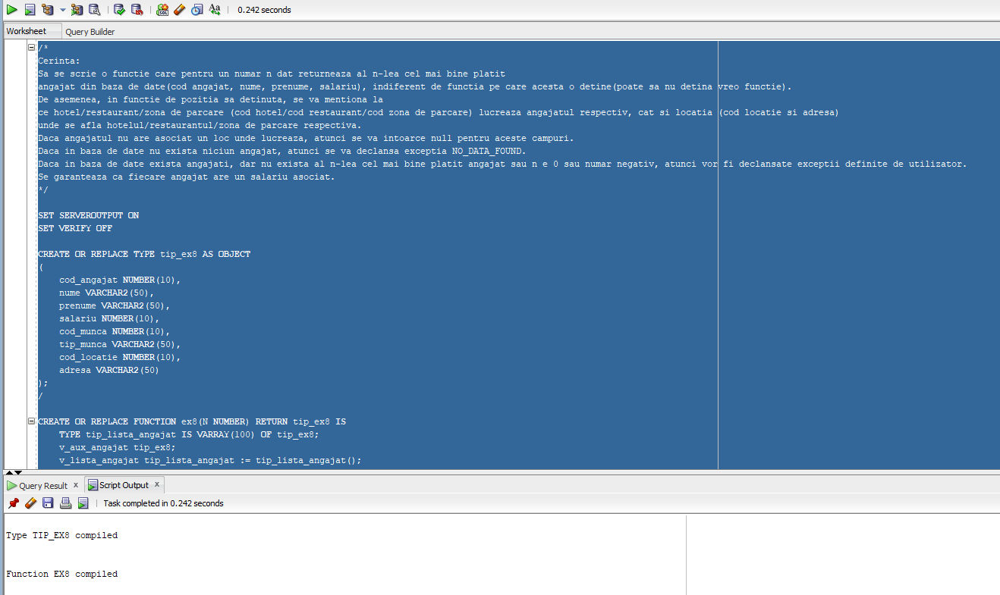 0.242 seconds
Worksheet Query Builder
/*
Cerinta:
Sa se scrie o functie care pentru un numar n dat returneaza al n-lea cel mai bine platit
angajat din baza de date(cod angajat, nume, prenume, salariu), indiferent de functia pe care acesta o detine(poate sa nu detina vreo functie).
De asemenea, in functie de pozitia sa detinuta, se va mentiona la
ce hotel/restaurant/zona de parcare (cod hotel/cod restaurant/cod zona de parcare) lucreaza angajatul respectiv, cat si locatia (cod locatie si adresa)
unde se afla hotelul/restaurantul/zona de parcare respectiva.
Daca angajatul nu are asociat un loc unde lucreaza, atunci se va intoarce null pentru aceste campuri.
Daca in baza de date nu exista niciun angajat, atunci se va declansa exceptia NO_DATA_FOUND.
Daca in baza de date exista angajati, dar nu exista al n-lea cel mai bine platit angajat sau n e 0 sau numar negativ, atunci vor fi declansate exceptii definite de utilizator.
Se garanteaza ca fiecare angajat are un salariu asociat.
*/
SET SERVEROUTPUT ON
SET VERIFY OFF
CREATE OR REPLACE TYPE tip_ex8 AS OBJECT
(
cod_angajat NUMBER(10),
nume VARCHAR2(50),
prenume VARCHAR2(50),
salariu NUMBER(10),
cod_munca NUMBER(10),
tip_munca VARCHAR2(50),
cod_locatie NUMBER(10),
adresa VARCHAR2(50)
);
/
CREATE OR REPLACE FUNCTION ex8(N NUMBER) RETURN tip_ex8 IS
TYPE tip_lista_angajat IS VARRAY(100) OF tip_ex8;
v_aux_angajat tip_ex8;
v_lista_angajat tip_lista_angajat := tip_lista_angajat();
Query Result x Script Output x
Task completed in 0.242 seconds
Type TIP_EX8 compiled
Function EX8 compiled